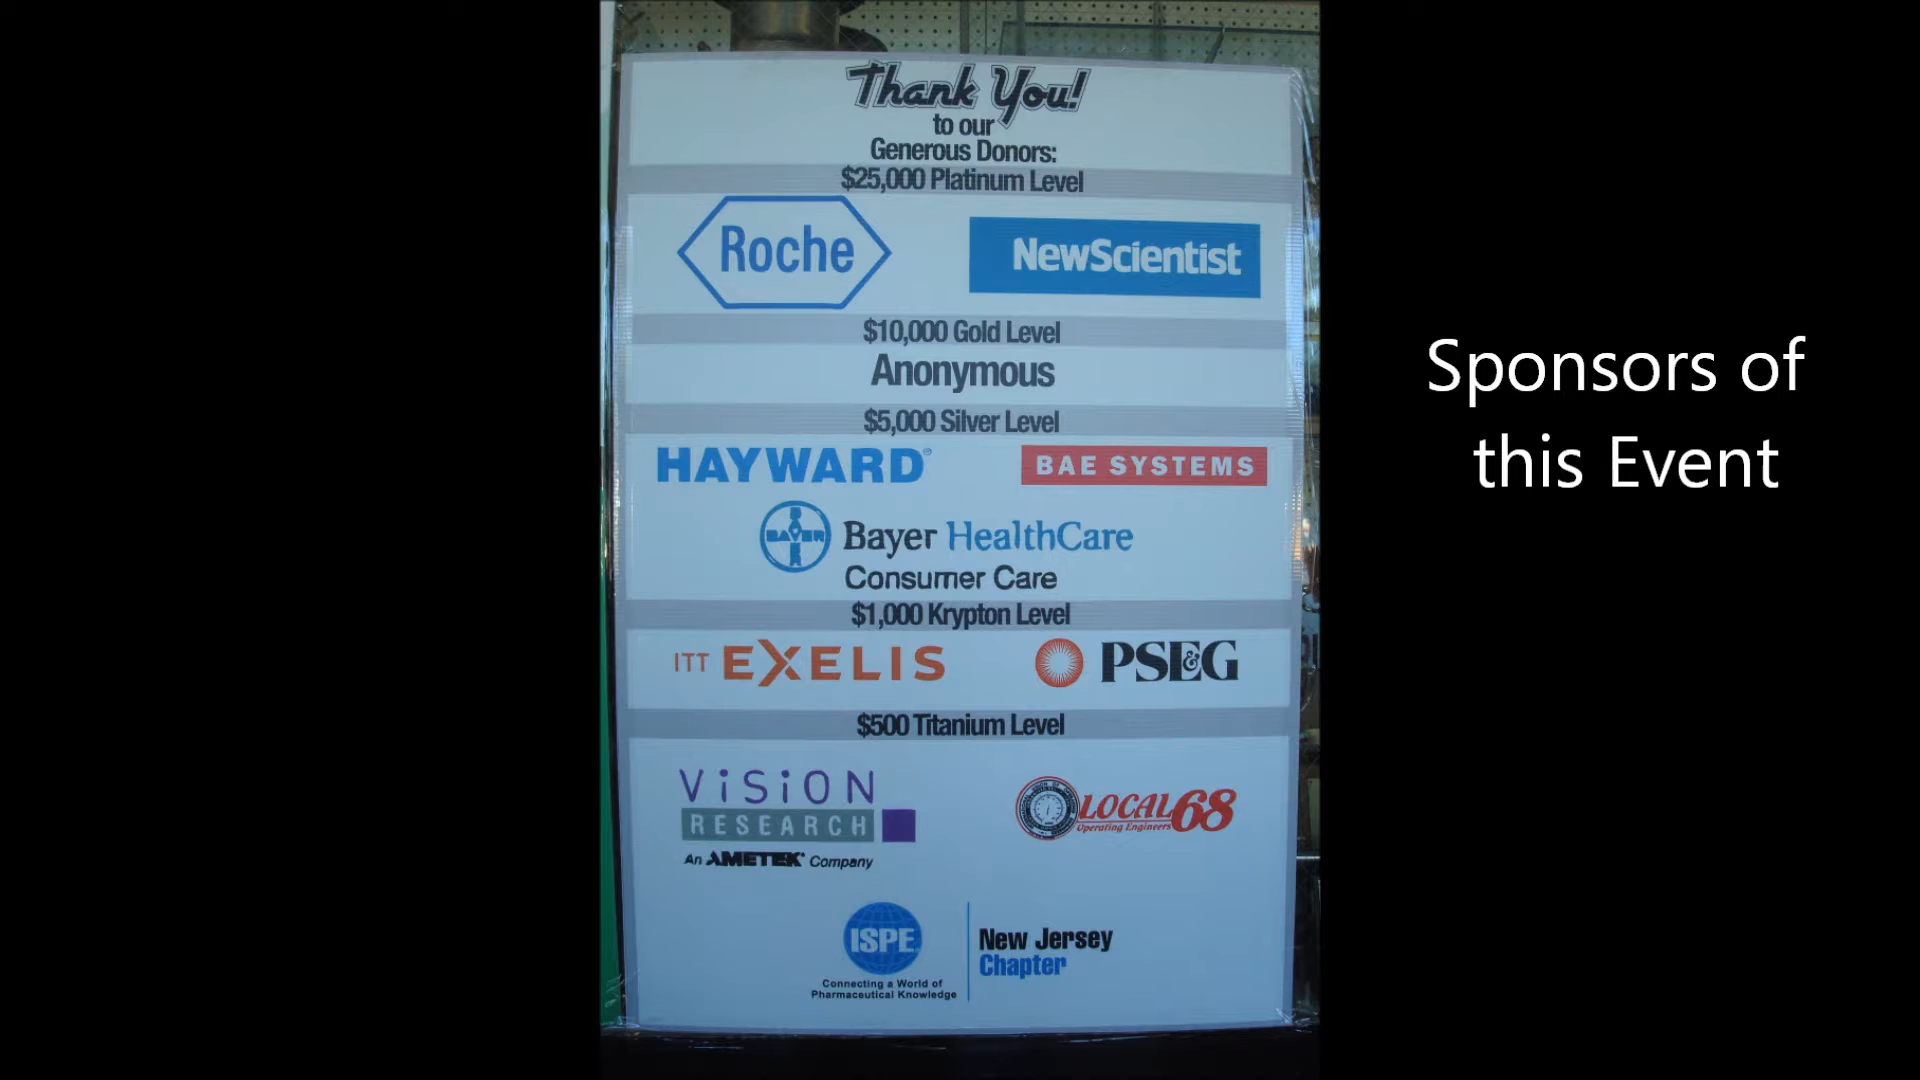 Thank You!
to our
Generous Donors:
$25,000 Platinum Level
Roche
NewScientist
$10,000 Gold Level
Anonymous
$5,000 Silver Level
HAYWARD®
BAE SYSTEMS
BAYER
BAYER
Bayer HealthCare
Consumer Care
$1,000 Krypton Level
ITT EXELIS
PSE&G
$500 Titanium Level
ViSiON
RESEARCH
An AMETEK® Company
LOCAL 68
Operating Engineers
ISPE
Connecting a World of
Pharmaceutical Knowledge
New Jersey
Chapter
Sponsors of
this Event